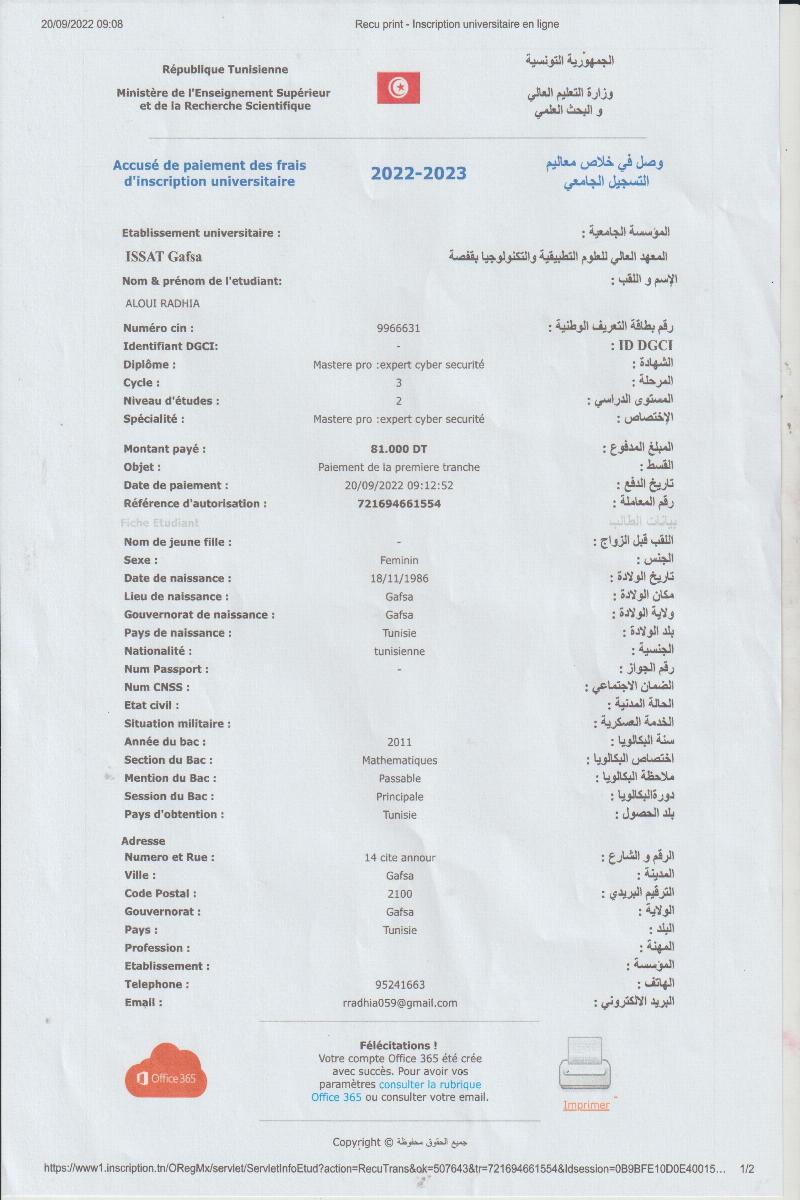 20/09/2022 09:08 Recu print - Inscription universitaire en ligne
République Tunisienne الجمهورية التونسية
Ministère de l'Enseignement Supérieur وزارة التعليم العالي
et de la Recherche Scientifique و البحث العلمي
Accusé de paiement des frais 2022-2023 وصل في خلاص معاليم
d'inscription universitaire التسجيل الجامعي
Etablissement universitaire : المؤسسة الجامعية :
ISSAT Gafsa المعهد العالي للعلوم التطبيقية والتكنولوجيا بقفصة
Nom & prénom de l'etudiant: الإسم و اللقب :
ALOUI RADHIA
Numéro cin : 9966631 رقم بطاقة التعريف الوطنية :
Identifiant DGCI: - ID DGCI :
Diplôme : Mastere pro :expert cyber securité الشهادة :
Cycle : 3 المرحلة :
Niveau d'études : 2 المستوى الدراسي :
Spécialité : Mastere pro :expert cyber securité الإختصاص :
Montant payé : 81.000 DT المبلغ المدفوع :
Objet : Paiement de la premiere tranche القسط :
Date de paiement : 20/09/2022 09:12:52 تاريخ الدفع :
Référence d'autorisation : 721694661554 رقم المعاملة :
Fiche Etudiant بيانات الطالب
Nom de jeune fille : - اللقب قبل الزواج :
Sexe : Feminin الجنس :
Date de naissance : 18/11/1986 تاريخ الولادة :
Lieu de naissance : Gafsa مكان الولادة :
Gouvernorat de naissance : Gafsa ولاية الولادة :
Pays de naissance : Tunisie بلد الولادة :
Nationalité : tunisienne الجنسية :
Num Passport : - رقم الجواز :
Num CNSS : الضمان الاجتماعي :
Etat civil : الحالة المدنية :
Situation militaire : الخدمة العسكرية :
Année du bac : 2011 سنة البكالويا :
Section du Bac : Mathematiques اختصاص البكالويا :
Mention du Bac : Passable ملاحظة البكالويا :
Session du Bac : Principale دورةالبكالويا :
Pays d'obtention : Tunisie بلد الحصول :
Adresse
Numero et Rue : 14 cite annour الرقم و الشارع :
Ville : Gafsa المدينة :
Code Postal : 2100 الترقيم البريدي :
Gouvernorat : Gafsa الولاية :
Pays : Tunisie البلد :
Profession : المهنة :
Etablissement : المؤسسة :
Telephone : 95241663 الهاتف :
Email : rradhia059@gmail.com البريد الالكتروني :
Félécitations !
Votre compte Office 365 été crée
avec succès. Pour avoir vos
paramètres consulter la rubrique
Office 365 ou consulter votre email.
Office 365
Imprimer
Copyright © جميع الحقوق محفوظة
https://www1.inscription.tn/ORegMx/servlet/ServletInfoEtud?action=RecuTrans&ok=507643&tr=721694661554&Idsession=0B9BFE10D0E40015... 1/2